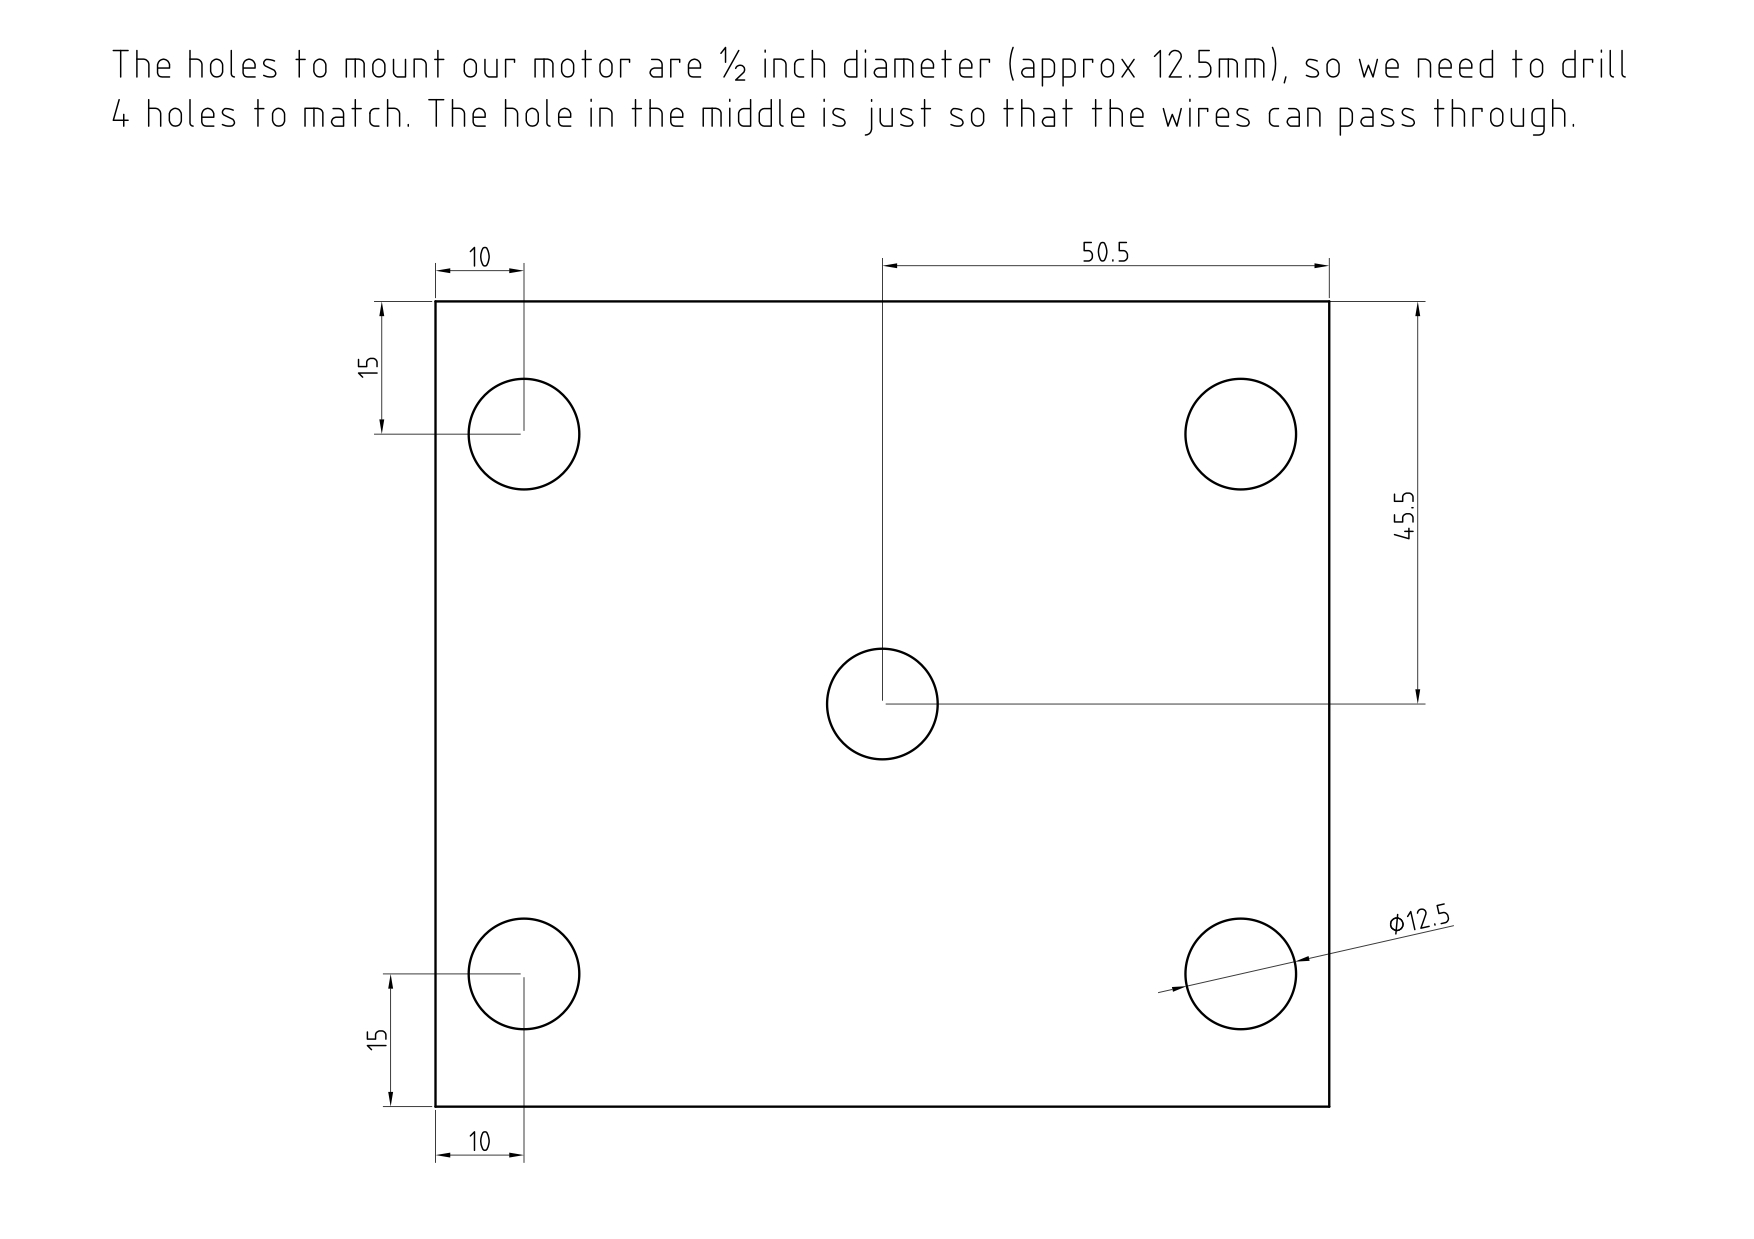 The holes to mount our motor are ½ inch diameter (approx 12.5mm), so we need to drill
4 holes to match. The hole in the middle is just so that the wires can pass through.
10
50.5
15
45.5
ϕ12.5
15
10